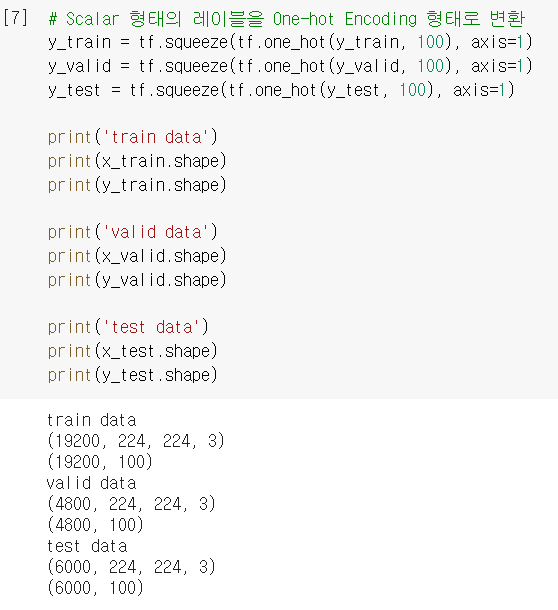 [7] # Scalar 형태의 레이블을 One-hot Encoding 형태로 변환
y_train = tf.squeeze(tf.one_hot(y_train, 100), axis=1)
y_valid = tf.squeeze(tf.one_hot(y_valid, 100), axis=1)
y_test = tf.squeeze(tf.one_hot(y_test, 100), axis=1)
print('train data')
print(x_train.shape)
print(y_train.shape)
print('valid data')
print(x_valid.shape)
print(y_valid.shape)
print('test data')
print(x_test.shape)
print(y_test.shape)
train data
(19200, 224, 224, 3)
(19200, 100)
valid data
(4800, 224, 224, 3)
(4800, 100)
test data
(6000, 224, 224, 3)
(6000, 100)